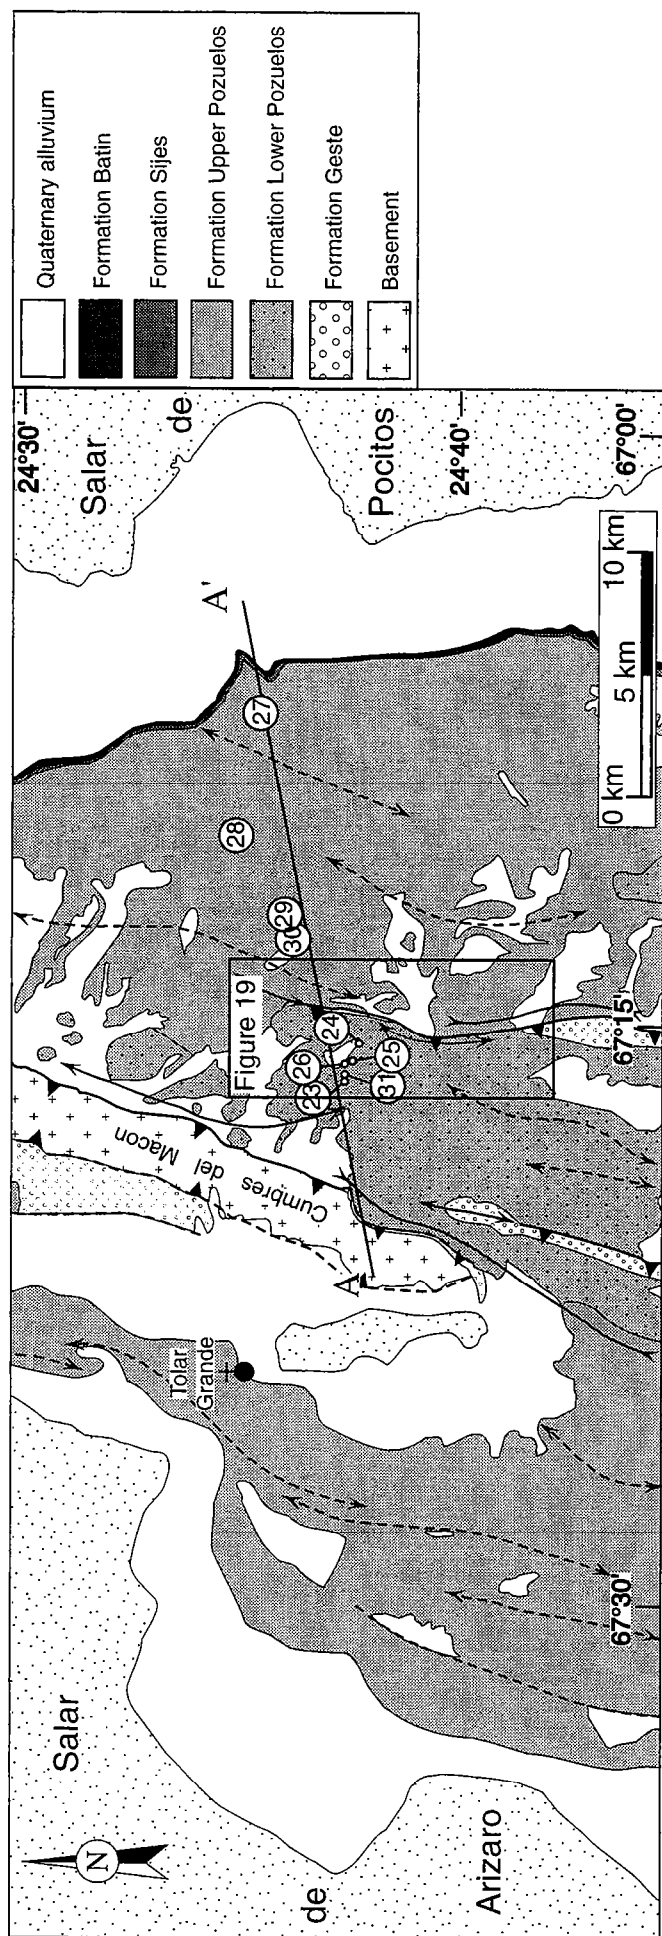 Quaternary alluvium
Formation Batin
Formation Sijes
Formation Upper Pozuelos
Formation Lower Pozuelos
Formation Geste
Basement
N
Salar
de
Arizaro
Tolar
Grande
Cumbres del Macon
Figure 19
Salar
de
Pocitos
A
A'
23
26
24
31
25
30
29
28
27
24°30'
24°40'
67°30'
67°15'
67°00'
0 km
5 km
10 km